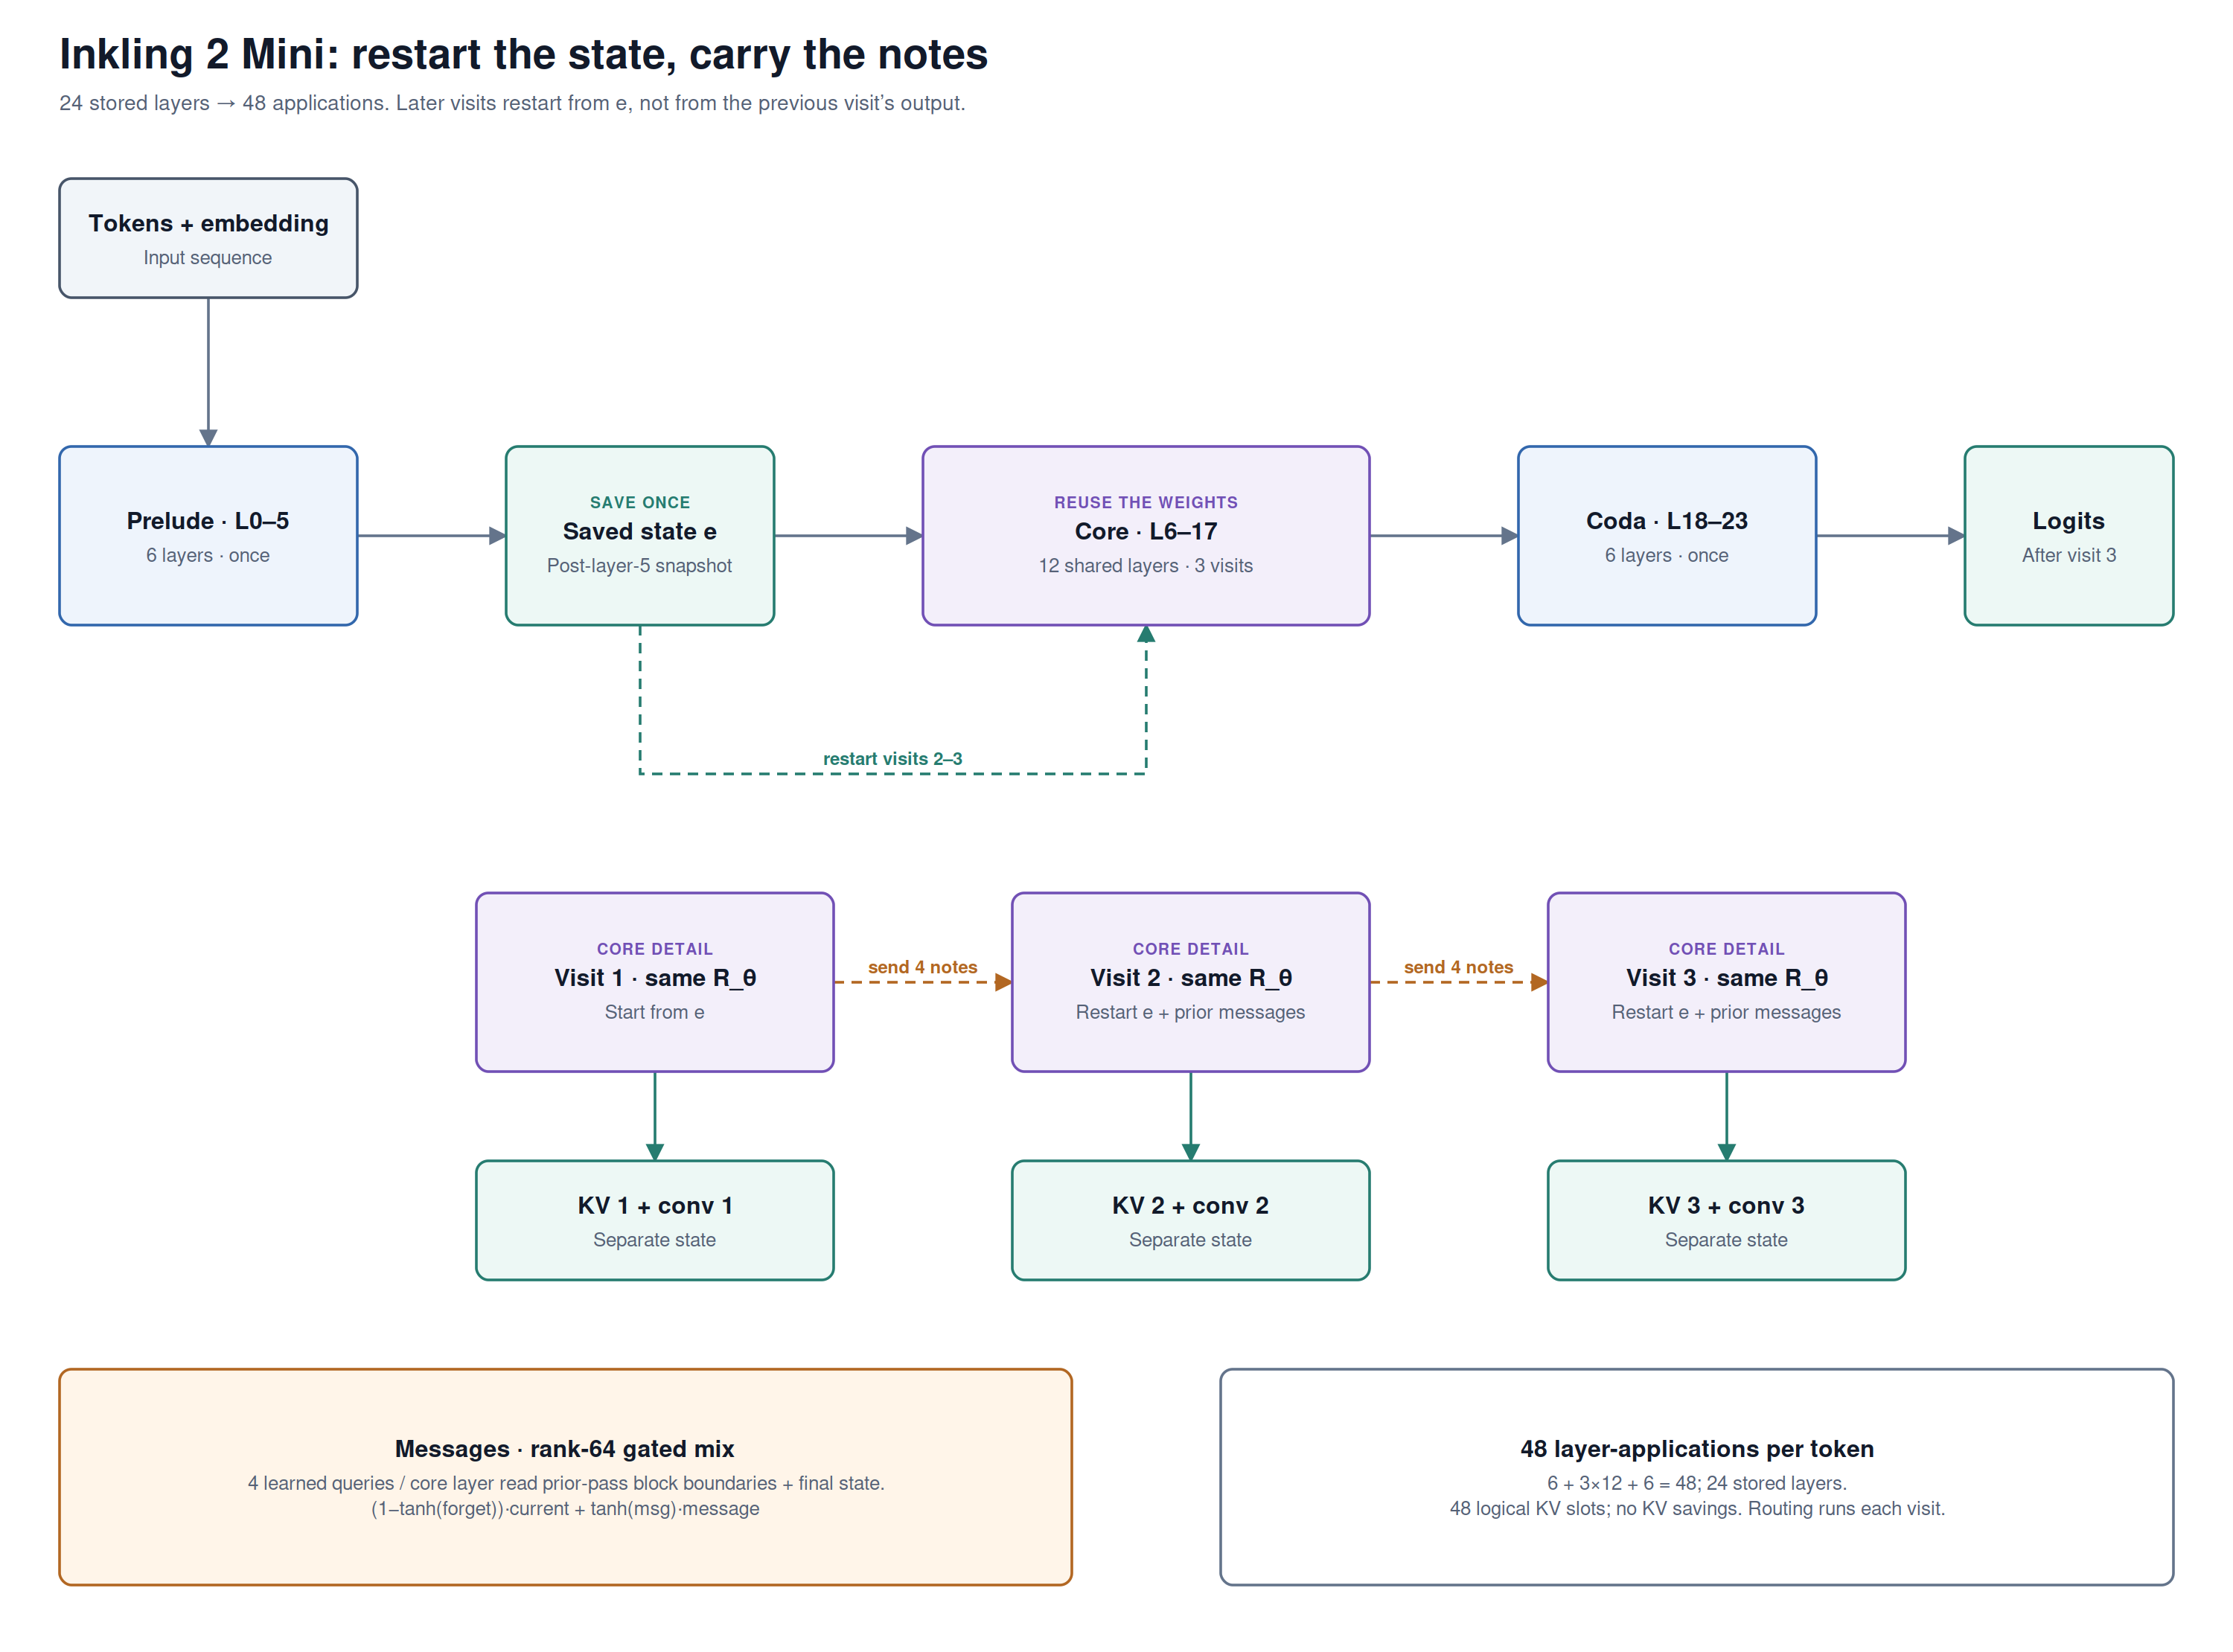 Inkling 2 Mini: restart the state, carry the notes
24 stored layers → 48 applications. Later visits restart from e, not from the previous visit's output.
Tokens + embedding
Input sequence
Prelude · L0–5
6 layers · once
SAVE ONCE
Saved state e
Post-layer-5 snapshot
REUSE THE WEIGHTS
Core · L6–17
12 shared layers · 3 visits
Coda · L18–23
6 layers · once
Logits
After visit 3
restart visits 2–3
CORE DETAIL
Visit 1 · same R_θ
Start from e
send 4 notes
CORE DETAIL
Visit 2 · same R_θ
Restart e + prior messages
send 4 notes
CORE DETAIL
Visit 3 · same R_θ
Restart e + prior messages
KV 1 + conv 1
Separate state
KV 2 + conv 2
Separate state
KV 3 + conv 3
Separate state
Messages · rank-64 gated mix
4 learned queries / core layer read prior-pass block boundaries + final state.
(1–tanh(forget))·current + tanh(msg)·message
48 layer-applications per token
6 + 3×12 + 6 = 48; 24 stored layers.
48 logical KV slots; no KV savings. Routing runs each visit.